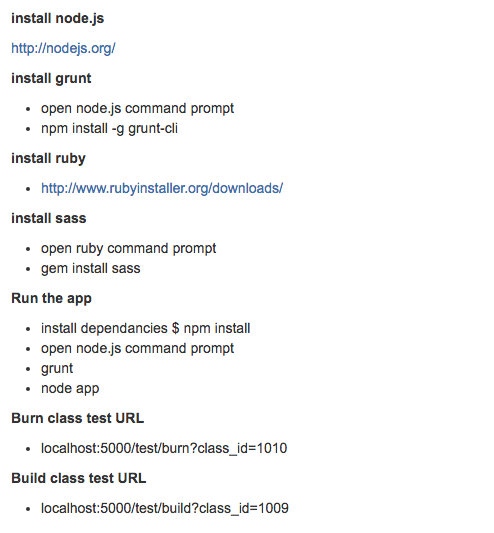 install node.js
http://nodejs.org/
install grunt
• open node.js command prompt
• npm install -g grunt-cli
install ruby
• http://www.rubyinstaller.org/downloads/
install sass
• open ruby command prompt
• gem install sass
Run the app
• install dependancies $ npm install
• open node.js command prompt
• grunt
• node app
Burn class test URL
• localhost:5000/test/burn?class_id=1010
Build class test URL
• localhost:5000/test/build?class_id=1009